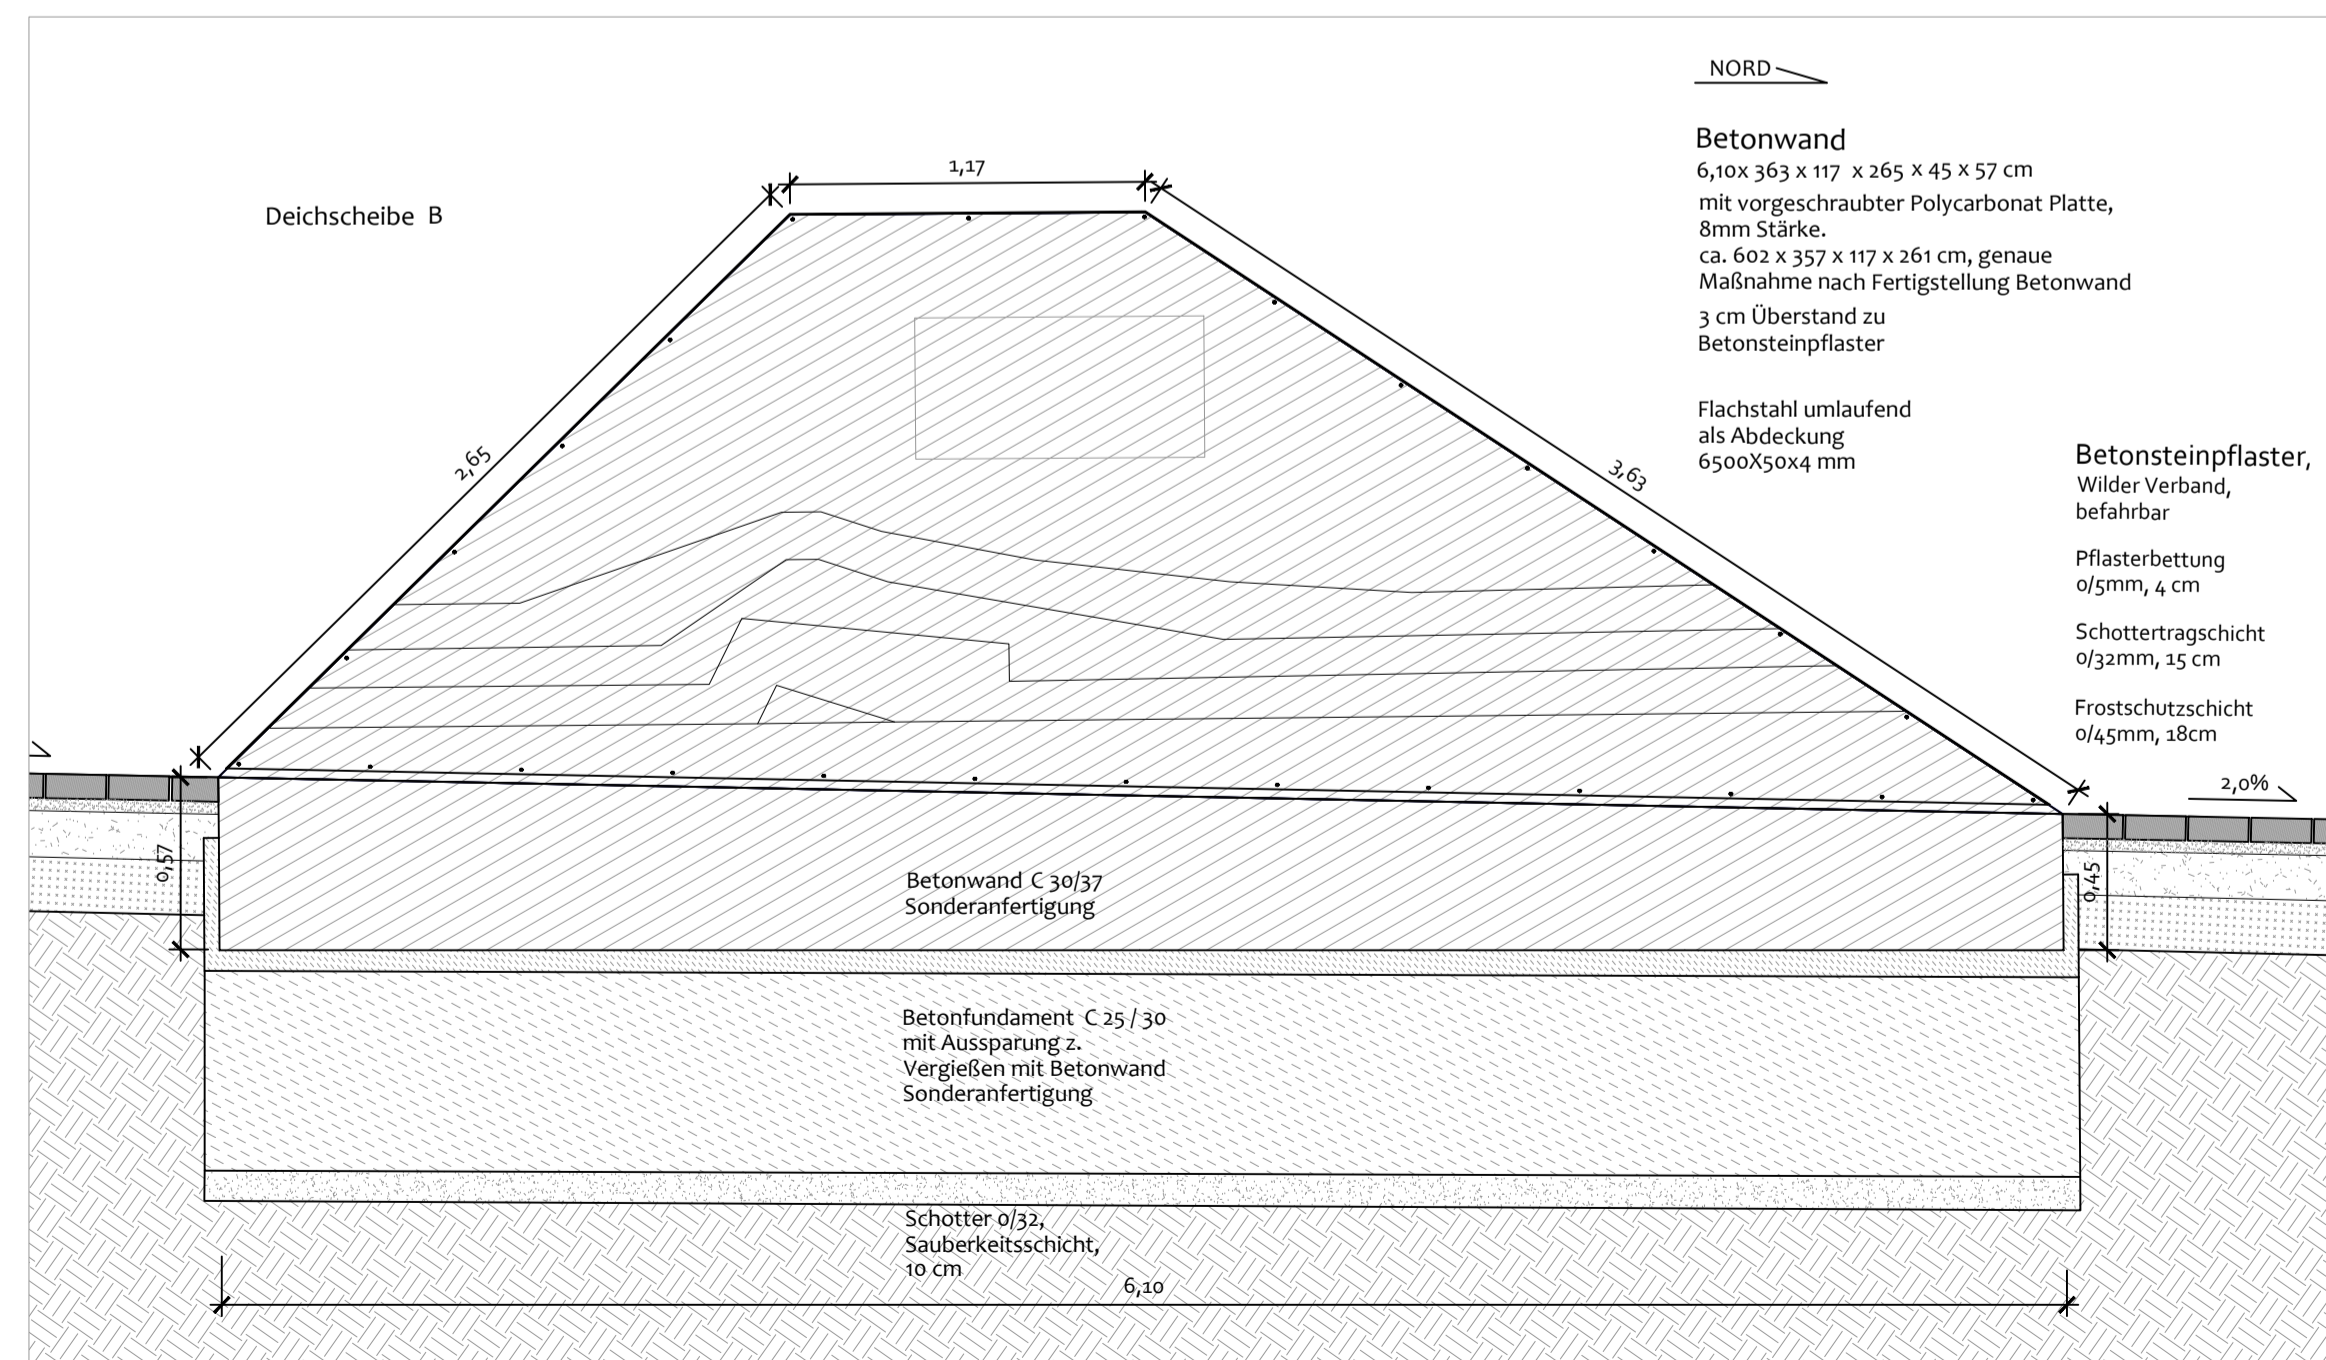 NORD
Betonwand
6,10x 363 x 117 x 265 x 45 x 57 cm
mit vorgeschraubter Polycarbonat Platte,
8mm Stärke.
ca. 602 x 357 x 117 x 261 cm, genaue
Maßnahme nach Fertigstellung Betonwand
3 cm Überstand zu
Betonsteinpflaster
Flachstahl umlaufend
als Abdeckung
6500X50x4 mm
Deichscheibe B
1,17
2,65
3,63
Betonsteinpflaster,
Wilder Verband,
befahrbar
Pflasterbettung
0/5mm, 4 cm
Schottertragschicht
0/32mm, 15 cm
Frostschutzschicht
0/45mm, 18cm
2,0%
0,57
0,45
Betonwand C 30/37
Sonderanfertigung
Betonfundament C 25 / 30
mit Aussparung z.
Vergießen mit Betonwand
Sonderanfertigung
Schotter 0/32,
Sauberkeitsschicht,
10 cm
6,10